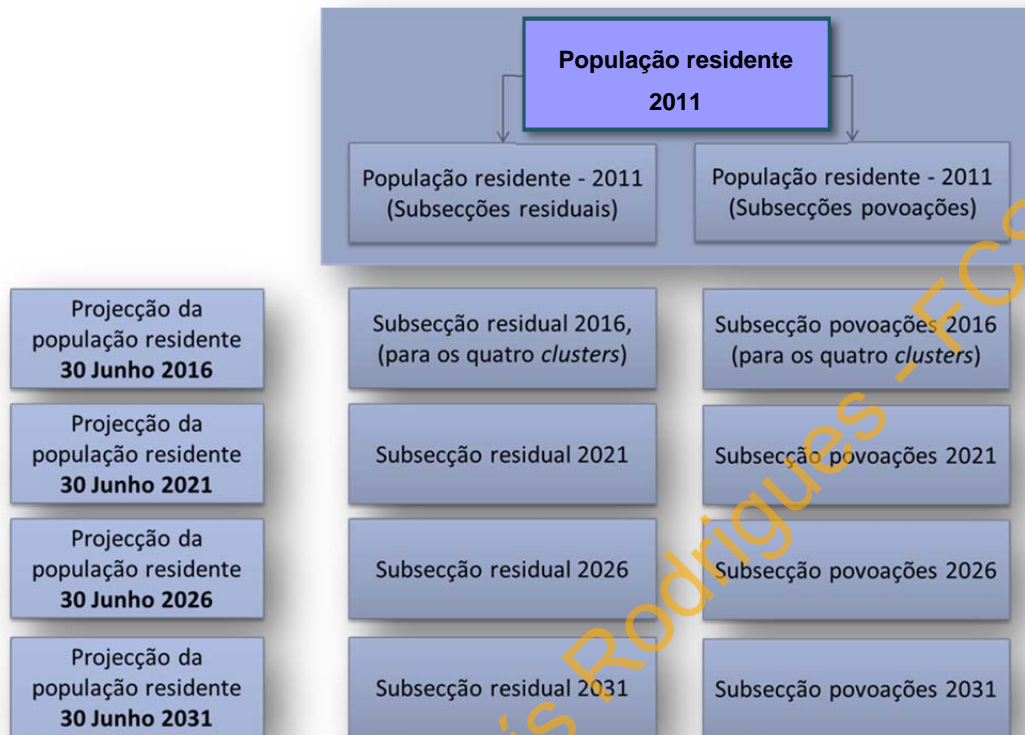 População residente
2011
População residente - 2011
(Subsecções residuais)
População residente - 2011
(Subsecções povoações)
Projecção da
população residente
30 Junho 2016
Subsecção residual 2016,
(para os quatro clusters)
Subsecção povoações 2016
(para os quatro clusters)
Projecção da
população residente
30 Junho 2021
Subsecção residual 2021
Subsecção povoações 2021
Projecção da
população residente
30 Junho 2026
Subsecção residual 2026
Subsecção povoações 2026
Projecção da
população residente
30 Junho 2031
Subsecção residual 2031
Subsecção povoações 2031
Rodrigues - FCS